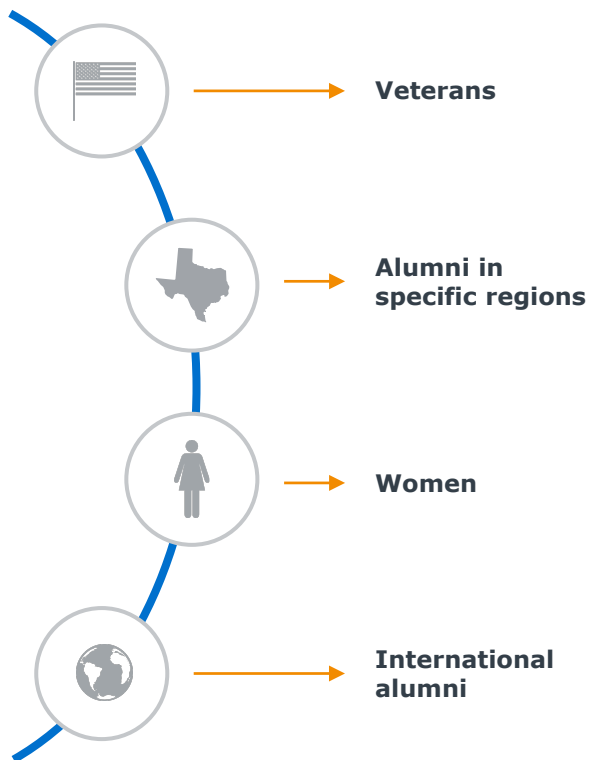 Veterans
Alumni in
specific regions
Women
International
alumni